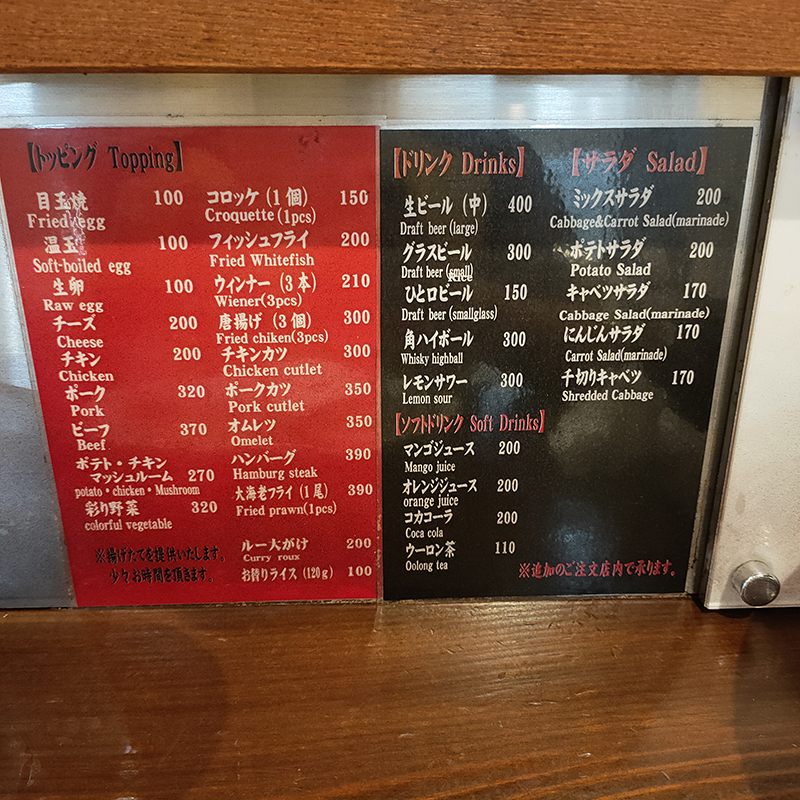 【トッピング Topping】
目玉焼 100
Fried egg
温玉 100
Soft-boiled egg
生卵 100
Raw egg
チーズ 200
Cheese
チキン 200
Chicken
ポーク 320
Pork
ビーフ 370
Beef
ポテト・チキン
マッシュルーム 270
potato・chicken・Mushroom
彩り野菜 320
colorful vegetable
※揚げたてを提供いたします。
少々お時間を頂きます。
コロッケ(1個) 150
Croquette(1pcs)
フィッシュフライ 200
Fried Whitefish
ウィンナー(3本) 210
Wiener(3pcs)
唐揚げ(3個) 300
Fried chiken(3pcs)
チキンカツ 300
Chicken cutlet
ポークカツ 350
Pork cutlet
オムレツ 350
Omelet
ハンバーグ 390
Hamburg steak
大海老フライ(1尾) 390
Fried prawn(1pcs)
ルー大がけ 200
Curry roux
お替りライス(120g) 100
【ドリンク Drinks】
生ビール(中) 400
Draft beer (large)
グラスビール 300
Draft beer (small)
Rice
ひと口ビール 150
Draft beer (smallglass)
角ハイボール 300
Whisky highball
レモンサワー 300
Lemon sour
【ソフトドリンク Soft Drinks】
マンゴジュース 200
Mango juice
オレンジジュース 200
orange juice
コカコーラ 200
Coca cola
ウーロン茶 110
Oolong tea
【サラダ Salad】
ミックスサラダ 200
Cabbage&Carrot Salad(marinade)
ポテトサラダ 200
Potato Salad
キャベツサラダ 170
Cabbage Salad(marinade)
にんじんサラダ 170
Carrot Salad(marinade)
千切りキャベツ 170
Shredded Cabbage
※追加のご注文店内で承ります。